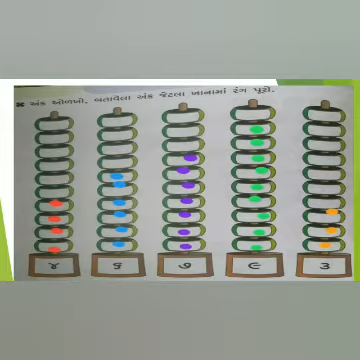 ⌘ અંક ઓળખો, બતાવેલા અંક જેટલા ખાનામાં રંગ પૂરો.
૪ ૬ ૭ ૯ ૩